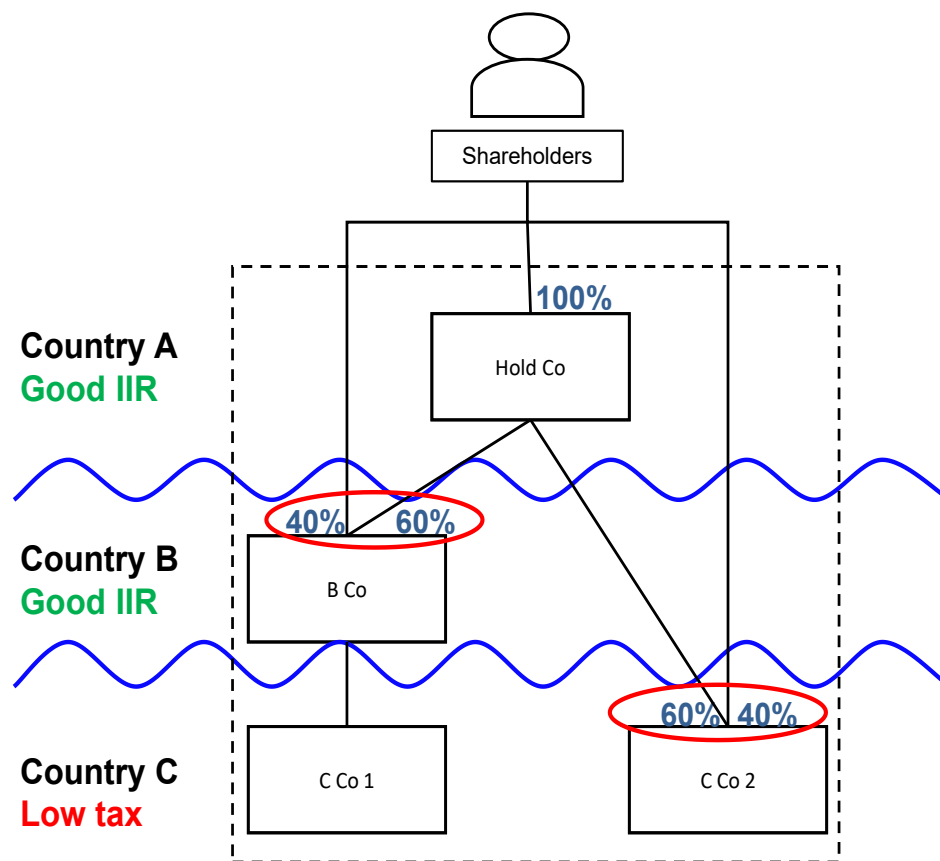 Shareholders
100%
Country A
Good IIR
Hold Co
40% 60%
Country B
Good IIR
B Co
60% 40%
Country C
Low tax
C Co 1
C Co 2